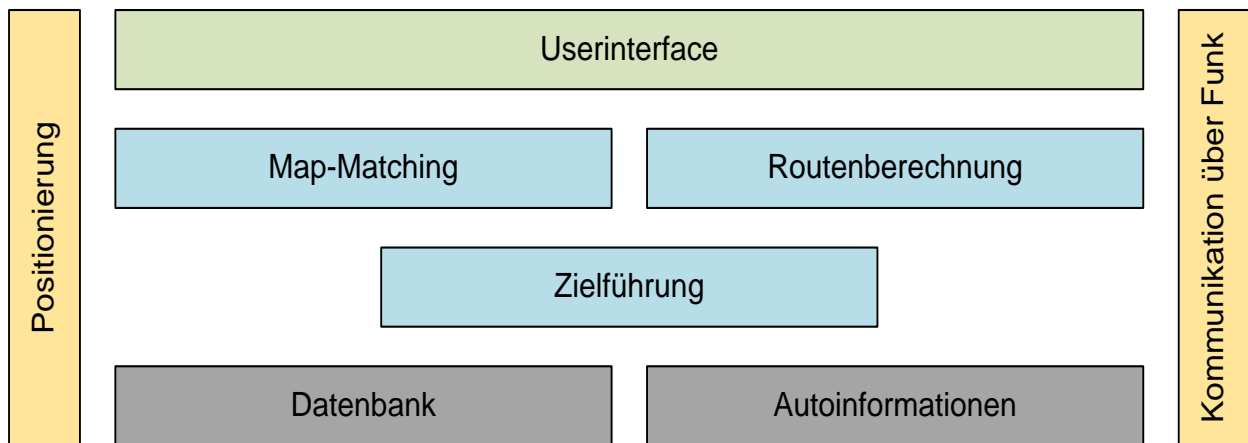 Positionierung
Userinterface
Map-Matching
Routenberechnung
Zielführung
Datenbank
Autoinformationen
Kommunikation über Funk